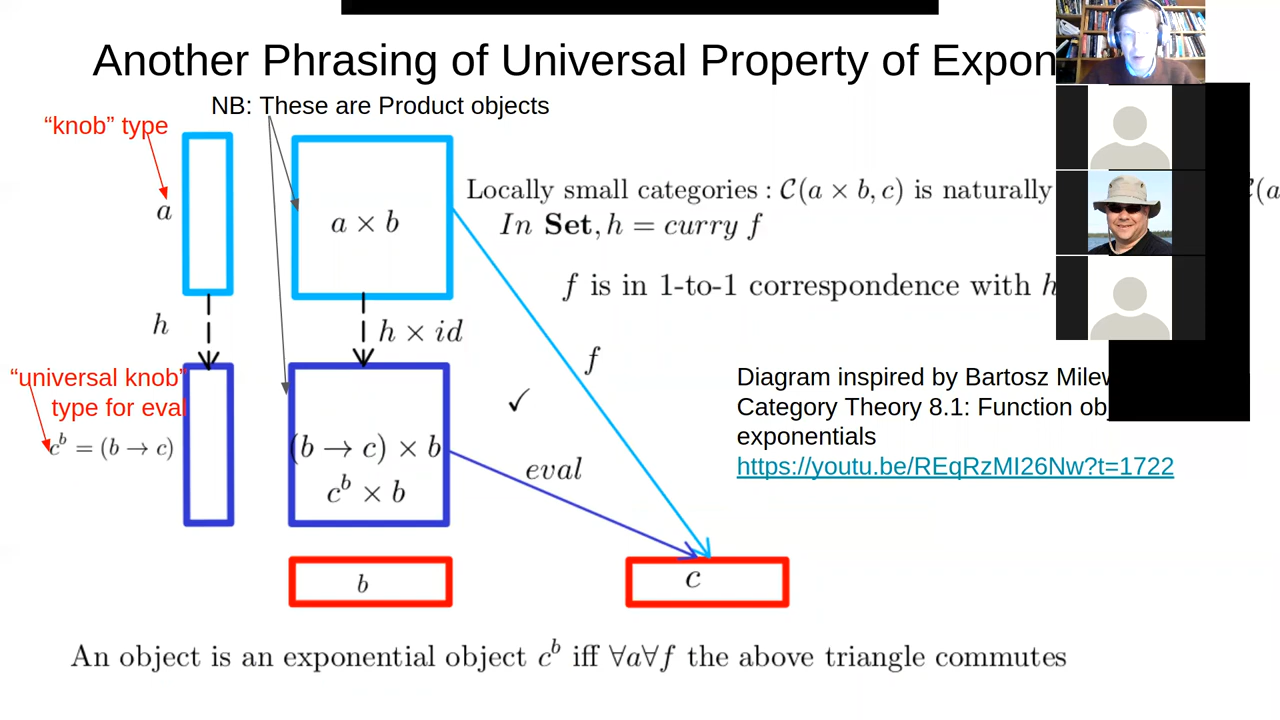 Another Phrasing of Universal Property of Expon
NB: These are Product objects
“knob” type
a
a × b
Locally small categories : 𝒞(a × b, c) is naturally
𝒞(a
In Set, h = curry f
f is in 1-to-1 correspondence with h
h
h × id
f
✓
“universal knob”
type for eval
c^b = (b → c)
(b → c) × b
c^b × b
eval
Diagram inspired by Bartosz Milew
Category Theory 8.1: Function ob
exponentials
https://youtu.be/REqRzMI26Nw?t=1722
b
c
An object is an exponential object c^b iff ∀a∀f the above triangle commutes